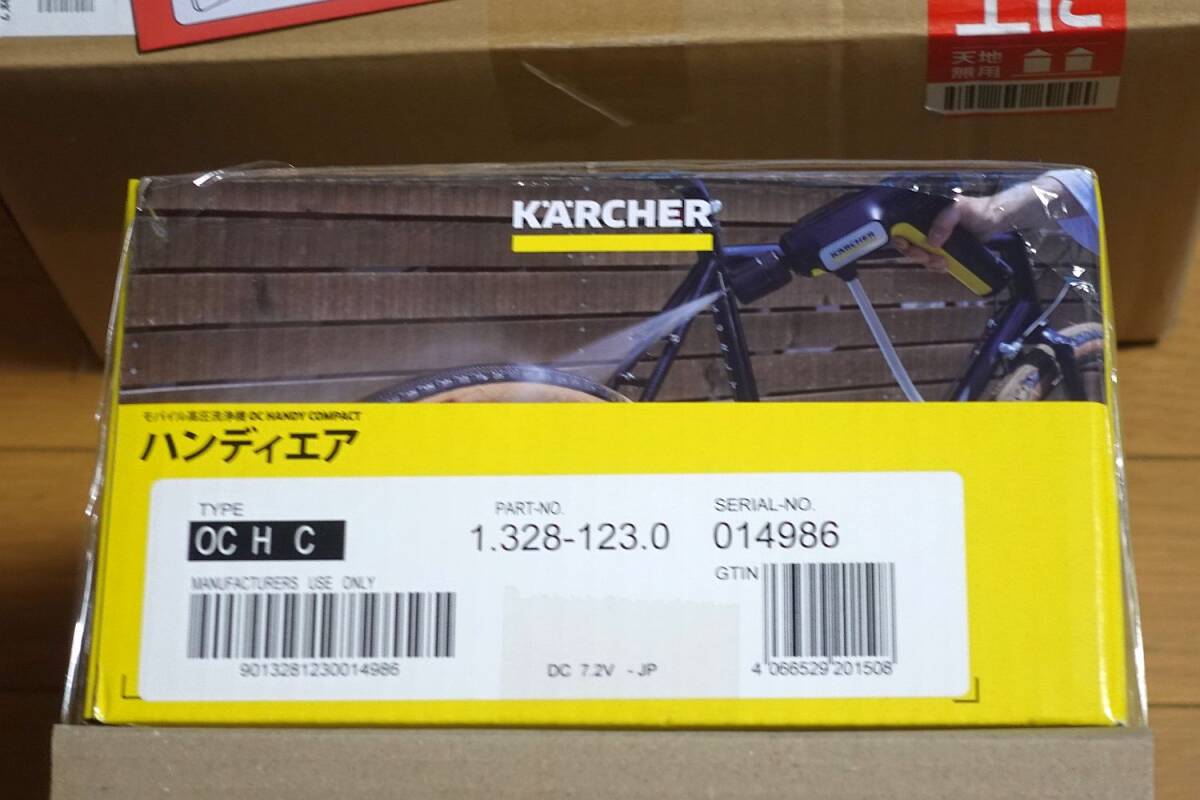 天地
無用
KÄRCHER
KÄRCHER
モバイル高圧洗浄機 OC HANDY COMPACT
ハンディエア
TYPE
OC H C
PART-NO.
1.328-123.0
SERIAL-NO.
014986
MANUFACTURERS USE ONLY
9013281230014986
DC 7.2V - JP
GTIN
4 066529 201508